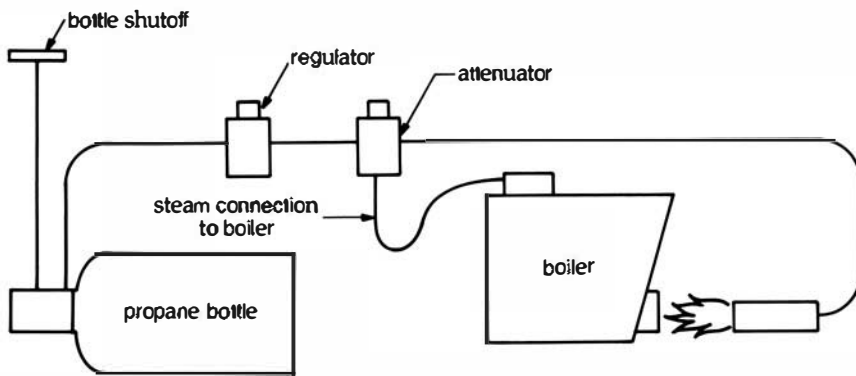 bottle shutoff
regulator
attenuator
steam connection
to boiler
boiler
propane bottle